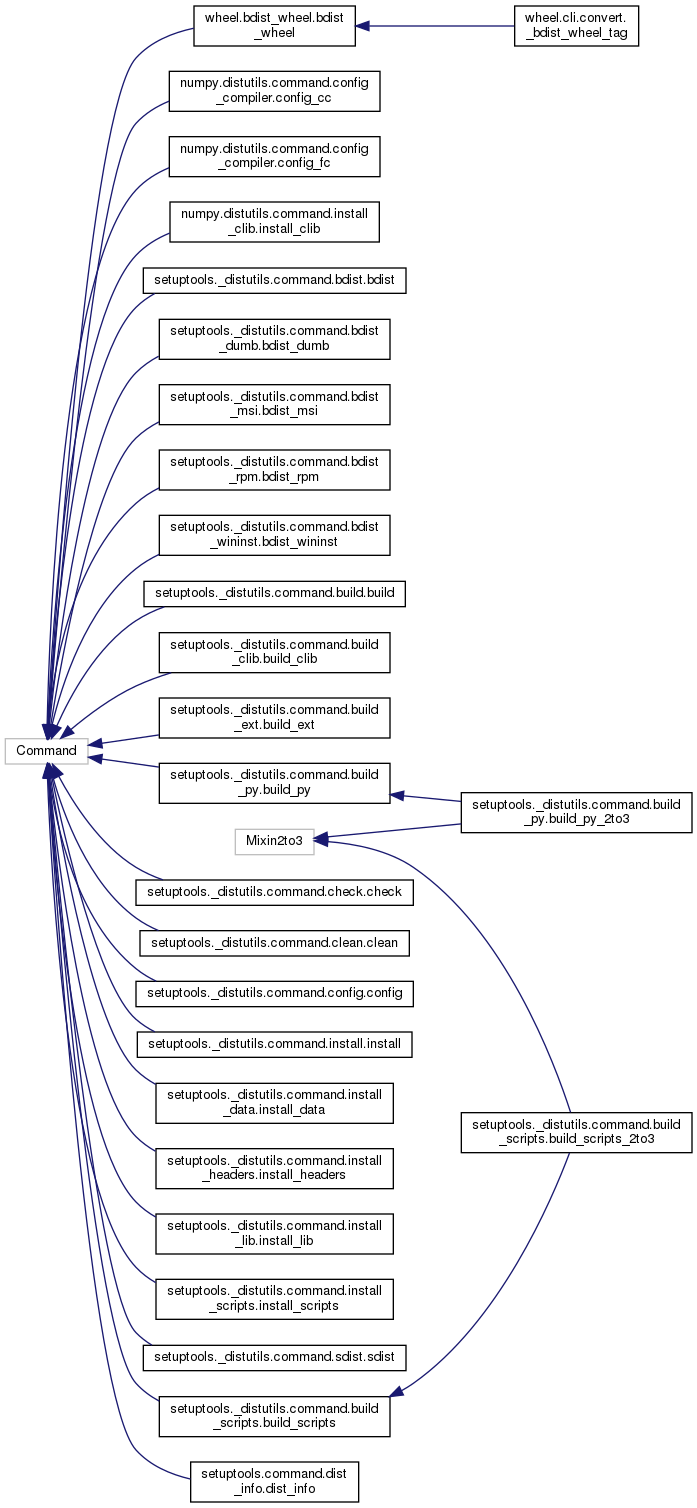 wheel.bdist_wheel.bdist
_wheel
wheel.cli.convert.
_bdist_wheel_tag
numpy.distutils.command.config
_compiler.config_cc
numpy.distutils.command.config
_compiler.config_fc
numpy.distutils.command.install
_clib.install_clib
setuptools._distutils.command.bdist.bdist
setuptools._distutils.command.bdist
_dumb.bdist_dumb
setuptools._distutils.command.bdist
_msi.bdist_msi
setuptools._distutils.command.bdist
_rpm.bdist_rpm
setuptools._distutils.command.bdist
_wininst.bdist_wininst
setuptools._distutils.command.build.build
setuptools._distutils.command.build
_clib.build_clib
setuptools._distutils.command.build
_ext.build_ext
Command
setuptools._distutils.command.build
_py.build_py
setuptools._distutils.command.build
_py.build_py_2to3
Mixin2to3
setuptools._distutils.command.check.check
setuptools._distutils.command.clean.clean
setuptools._distutils.command.config.config
setuptools._distutils.command.install.install
setuptools._distutils.command.install
_data.install_data
setuptools._distutils.command.build
_scripts.build_scripts_2to3
setuptools._distutils.command.install
_headers.install_headers
setuptools._distutils.command.install
_lib.install_lib
setuptools._distutils.command.install
_scripts.install_scripts
setuptools._distutils.command.sdist.sdist
setuptools._distutils.command.build
_scripts.build_scripts
setuptools.command.dist
_info.dist_info